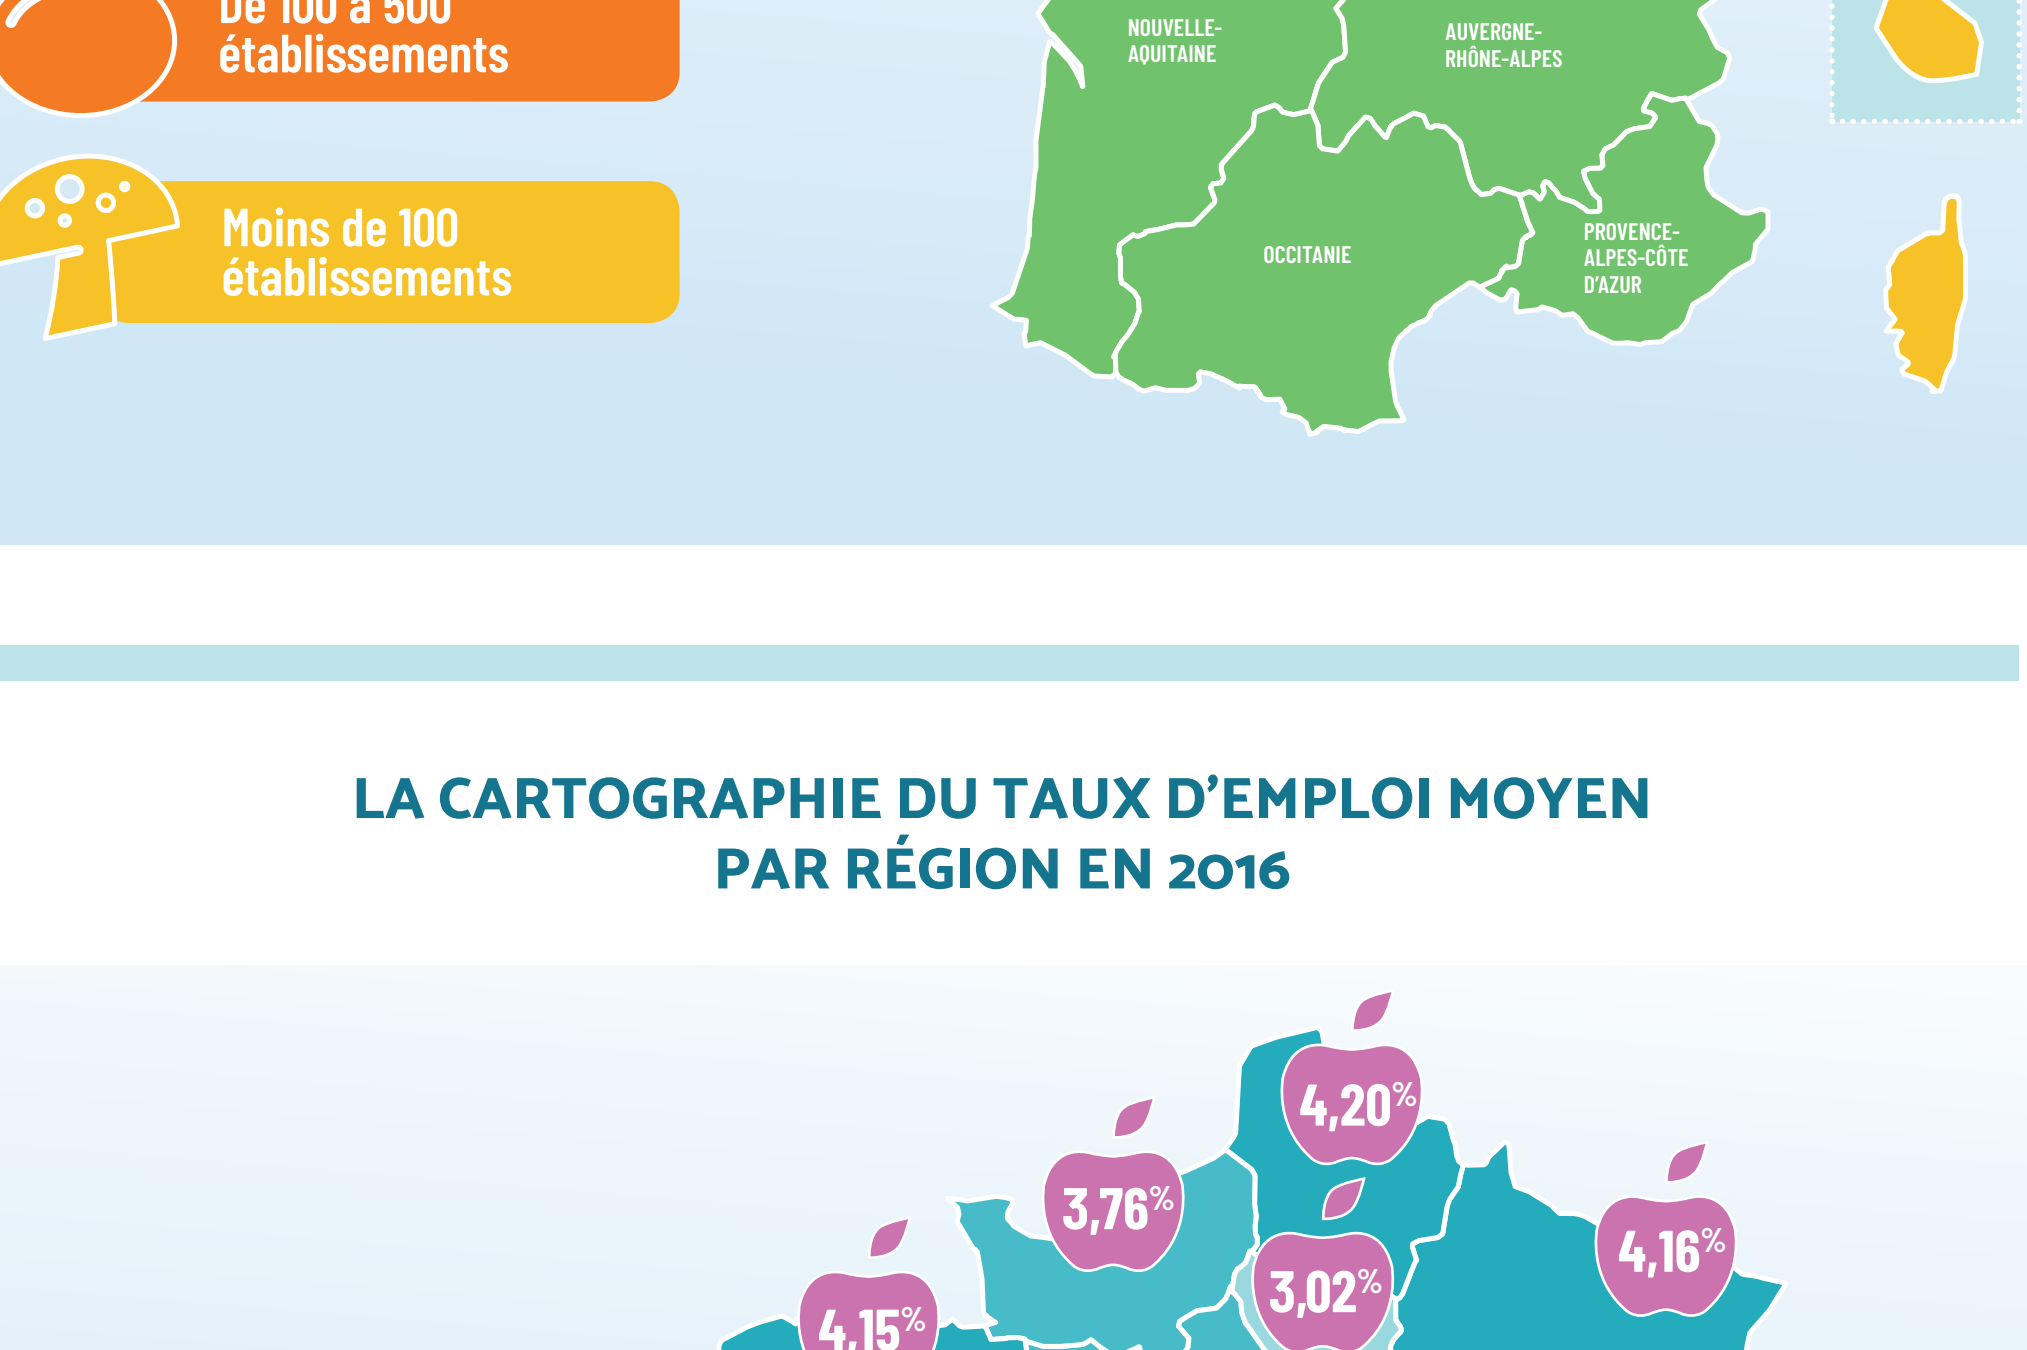 De 100 à 500
établissements
Moins de 100
établissements
NOUVELLE-
AQUITAINE
AUVERGNE-
RHÔNE-ALPES
OCCITANIE
PROVENCE-
ALPES-CÔTE
D'AZUR
LA CARTOGRAPHIE DU TAUX D’EMPLOI MOYEN
PAR RÉGION EN 2016
4,20%
3,76%
4,16%
3,02%
4,15%